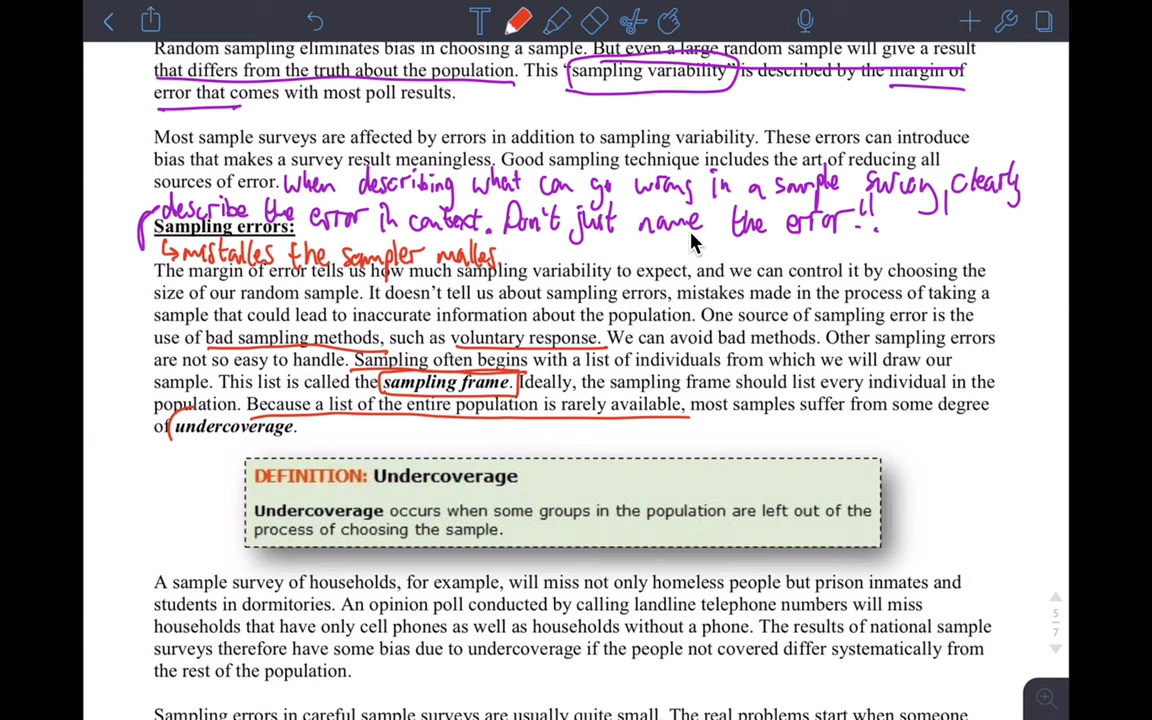 Random sampling eliminates bias in choosing a sample. But even a large random sample will give a result
that differs from the truth about the population. This “sampling variability” is described by the margin of
error that comes with most poll results.
Most sample surveys are affected by errors in addition to sampling variability. These errors can introduce
bias that makes a survey result meaningless. Good sampling technique includes the art of reducing all
sources of error. When describing what can go wrong in a sample survey, clearly
describe the error in context. Don't just name the error!!
Sampling errors:
↳mistakes the sampler makes
The margin of error tells us how much sampling variability to expect, and we can control it by choosing the
size of our random sample. It doesn’t tell us about sampling errors, mistakes made in the process of taking a
sample that could lead to inaccurate information about the population. One source of sampling error is the
use of bad sampling methods, such as voluntary response. We can avoid bad methods. Other sampling errors
are not so easy to handle. Sampling often begins with a list of individuals from which we will draw our
sample. This list is called the sampling frame. Ideally, the sampling frame should list every individual in the
population. Because a list of the entire population is rarely available, most samples suffer from some degree
of undercoverage.
DEFINITION: Undercoverage
Undercoverage occurs when some groups in the population are left out of the
process of choosing the sample.
A sample survey of households, for example, will miss not only homeless people but prison inmates and
students in dormitories. An opinion poll conducted by calling landline telephone numbers will miss
households that have only cell phones as well as households without a phone. The results of national sample
surveys therefore have some bias due to undercoverage if the people not covered differ systematically from
the rest of the population.
Sampling errors in careful sample surveys are usually quite small. The real problems start when someone
5
7